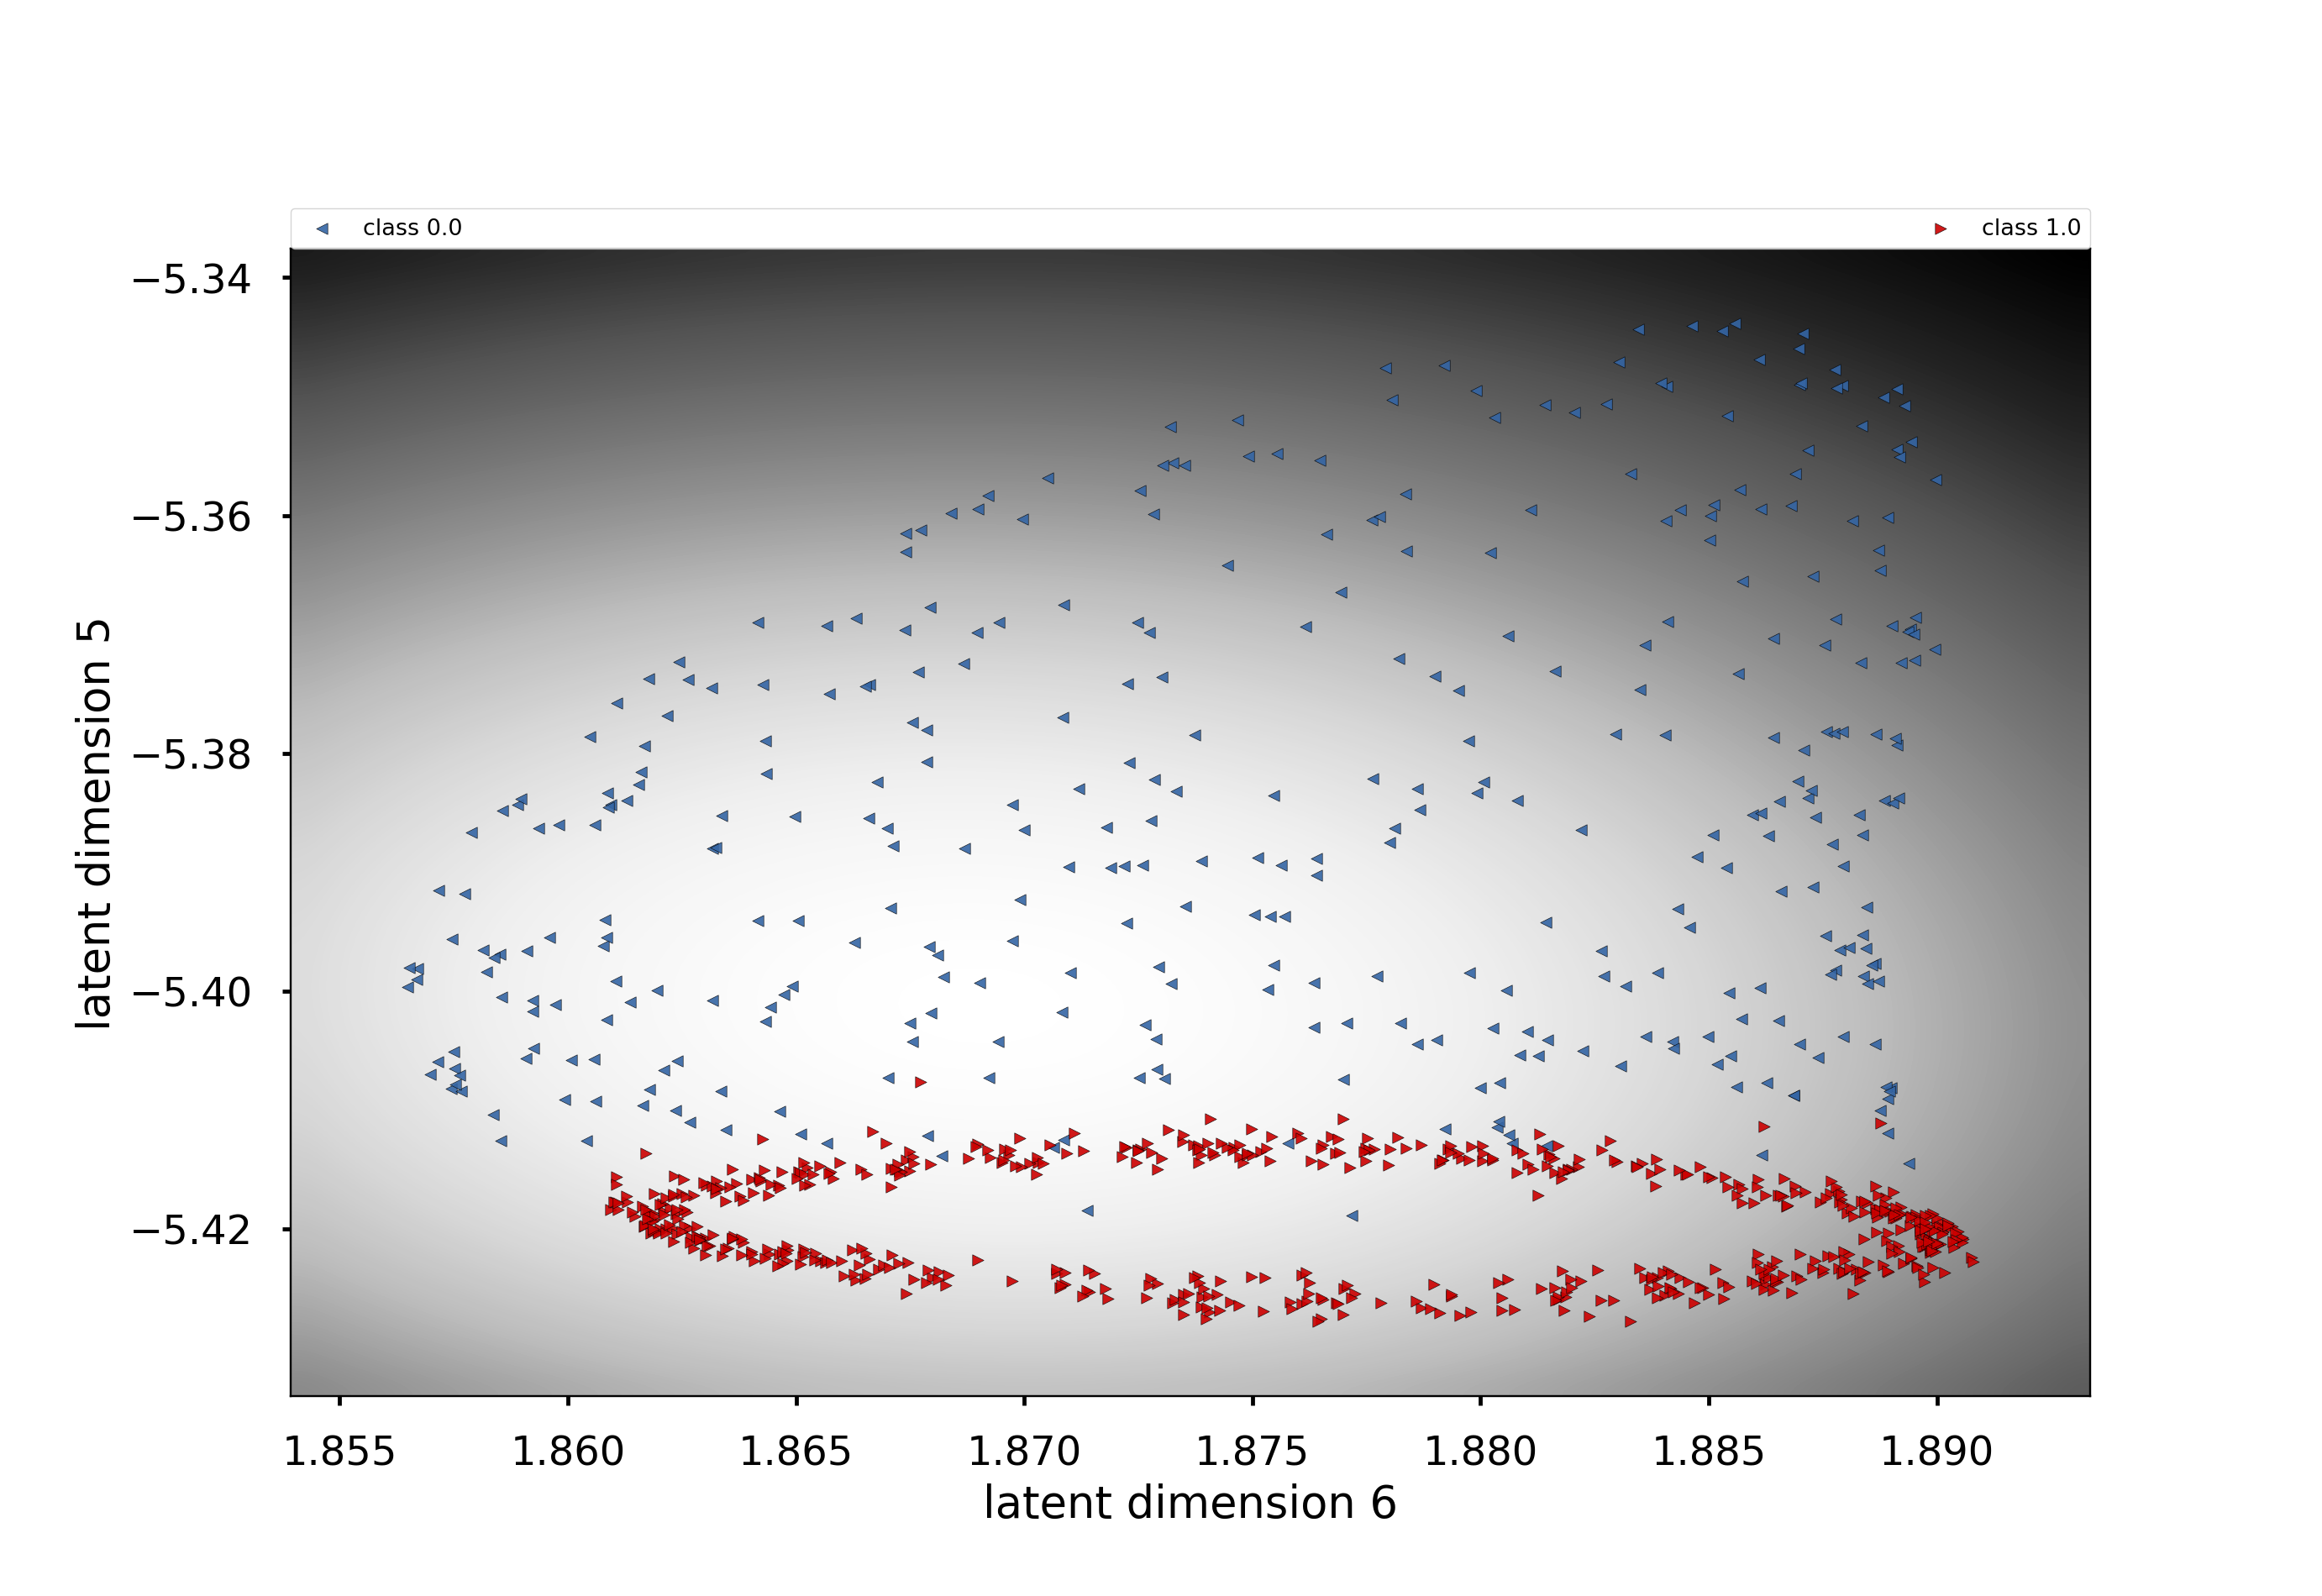 class 0.0 class 1.0
−5.34
−5.36
−5.38
−5.40
−5.42
latent dimension 5
1.855 1.860 1.865 1.870 1.875 1.880 1.885 1.890
latent dimension 6